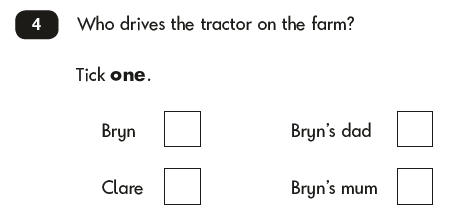 4 Who drives the tractor on the farm?
Tick one.
Bryn Bryn's dad
Clare Bryn's mum